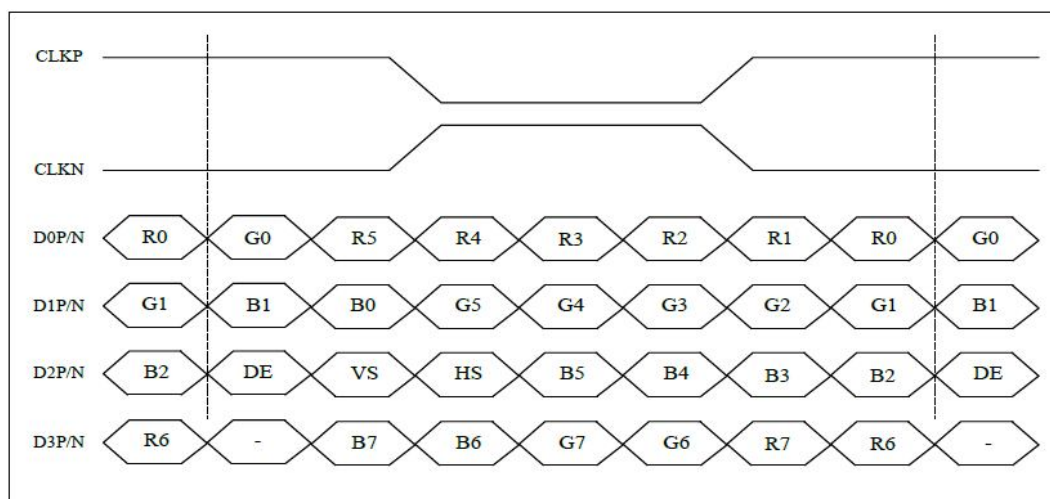 CLKP
CLKN
D0P/N R0 G0 R5 R4 R3 R2 R1 R0 G0
D1P/N G1 B1 B0 G5 G4 G3 G2 G1 B1
D2P/N B2 DE VS HS B5 B4 B3 B2 DE
D3P/N R6 - B7 B6 G7 G6 R7 R6 -